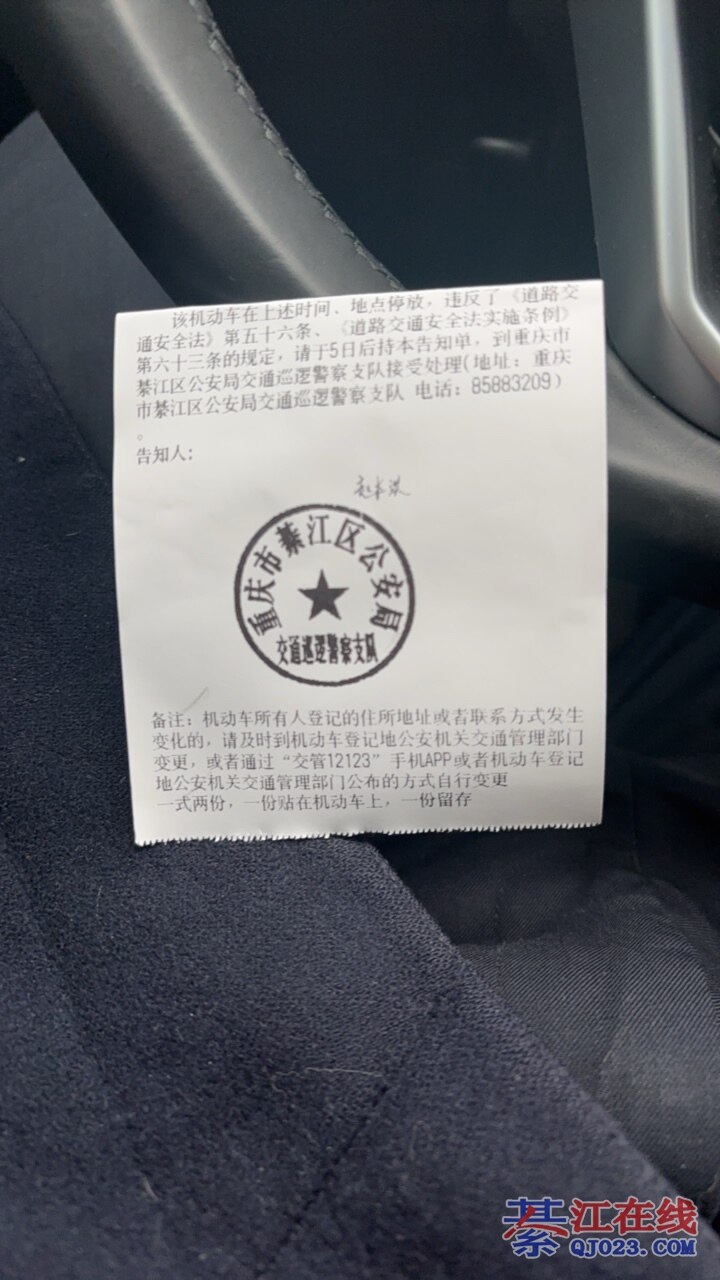 该机动车在上述时间、地点停放，违反了《道路交
通安全法》第五十六条、《道路交通安全法实施条例》
第六十三条的规定，请于5日后持本告知单，到重庆市
綦江区公安局交通巡逻警察支队接受处理(地址：重庆
市綦江区公安局交通巡逻警察支队 电话：85883209)
。
告知人：
重庆市綦江区公安局
交通巡逻警察支队
备注：机动车所有人登记的住所地址或者联系方式发生
变化的，请及时到机动车登记地公安机关交通管理部门
变更，或者通过“交管12123”手机APP或者机动车登记
地公安机关交通管理部门公布的方式自行变更
一式两份，一份贴在机动车上，一份留存
綦江在线
QJ023.COM